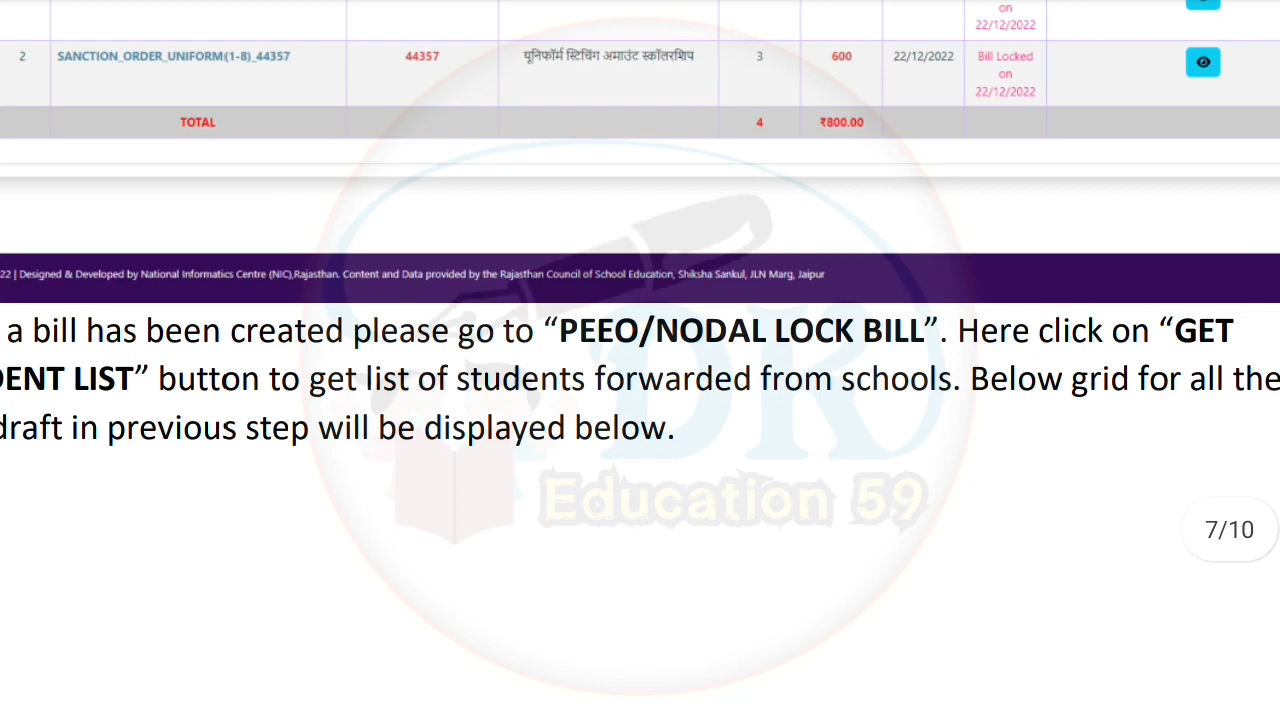 on
22/12/2022
2 SANCTION_ORDER_UNIFORM(1-8)_44357 44357 यूनिफॉर्म स्टिचिंग अमाउंट स्कॉलरशिप 3 600 22/12/2022 Bill Locked
on
22/12/2022
TOTAL 4 ₹800.00
22 | Designed & Developed by National Informatics Centre (NIC),Rajasthan. Content and Data provided by the Rajasthan Council of School Education, Shiksha Sankul, JLN Marg, Jaipur
a bill has been created please go to “PEEO/NODAL LOCK BILL”. Here click on “GET
DENT LIST” button to get list of students forwarded from schools. Below grid for all the
draft in previous step will be displayed below.
DK
Education 59
7/10